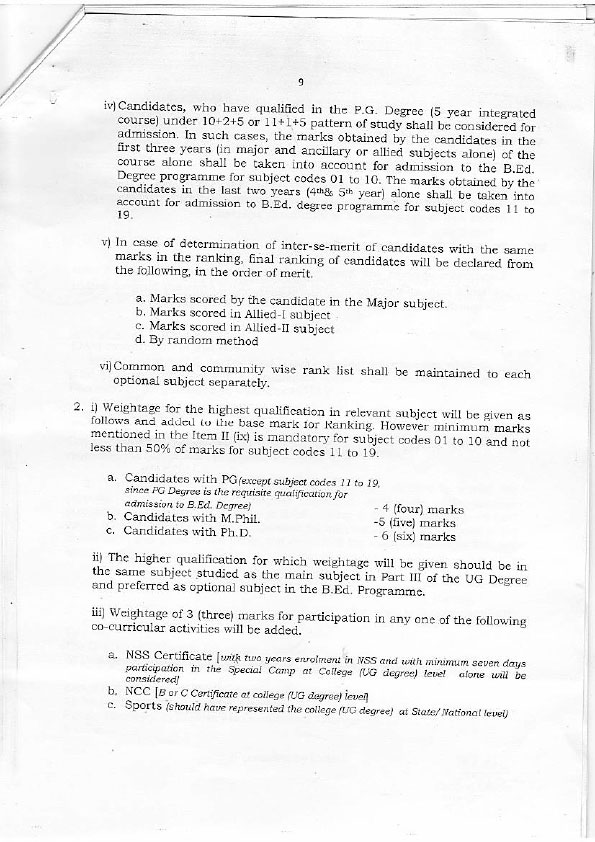 9
iv) Candidates, who have qualified in the P.G. Degree (5 year integrated
course) under 10+2+5 or 11+1+5 pattern of study shall be considered for
admission. In such cases, the marks obtained by the candidates in the
first three years (in major and ancillary or allied subjects alone) of the
course alone shall be taken into account for admission to the B.Ed.
Degree programme for subject codes 01 to 10. The marks obtained by the
candidates in the last two years (4th& 5th year) alone shall be taken into
account for admission to B.Ed. degree programme for subject codes 11 to
19.
v) In case of determination of inter-se-merit of candidates with the same
marks in the ranking, final ranking of candidates will be declared from
the following, in the order of merit.
a. Marks scored by the candidate in the Major subject.
b. Marks scored in Allied-I subject
c. Marks scored in Allied-II subject
d. By random method
vi) Common and community wise rank list shall be maintained to each
optional subject separately.
2. i) Weightage for the highest qualification in relevant subject will be given as
follows and added to the base mark for Ranking. However minimum marks
mentioned in the Item II (ix) is mandatory for subject codes 01 to 10 and not
less than 50% of marks for subject codes 11 to 19.
a. Candidates with PG (except subject codes 11 to 19,
since PG Degree is the requisite qualification for
admission to B.Ed. Degree) - 4 (four) marks
b. Candidates with M.Phil. -5 (five) marks
c. Candidates with Ph.D. - 6 (six) marks
ii) The higher qualification for which weightage will be given should be in
the same subject studied as the main subject in Part III of the UG Degree
and preferred as optional subject in the B.Ed. Programme.
iii) Weightage of 3 (three) marks for participation in any one of the following
co-curricular activities will be added.
a. NSS Certificate [with two years enrolment in NSS and with minimum seven days
participation in the Special Camp at College (UG degree) level alone will be
considered]
b. NCC [B or C Certificate at college (UG degree) level]
c. Sports (should have represented the college (UG degree) at State/National level)